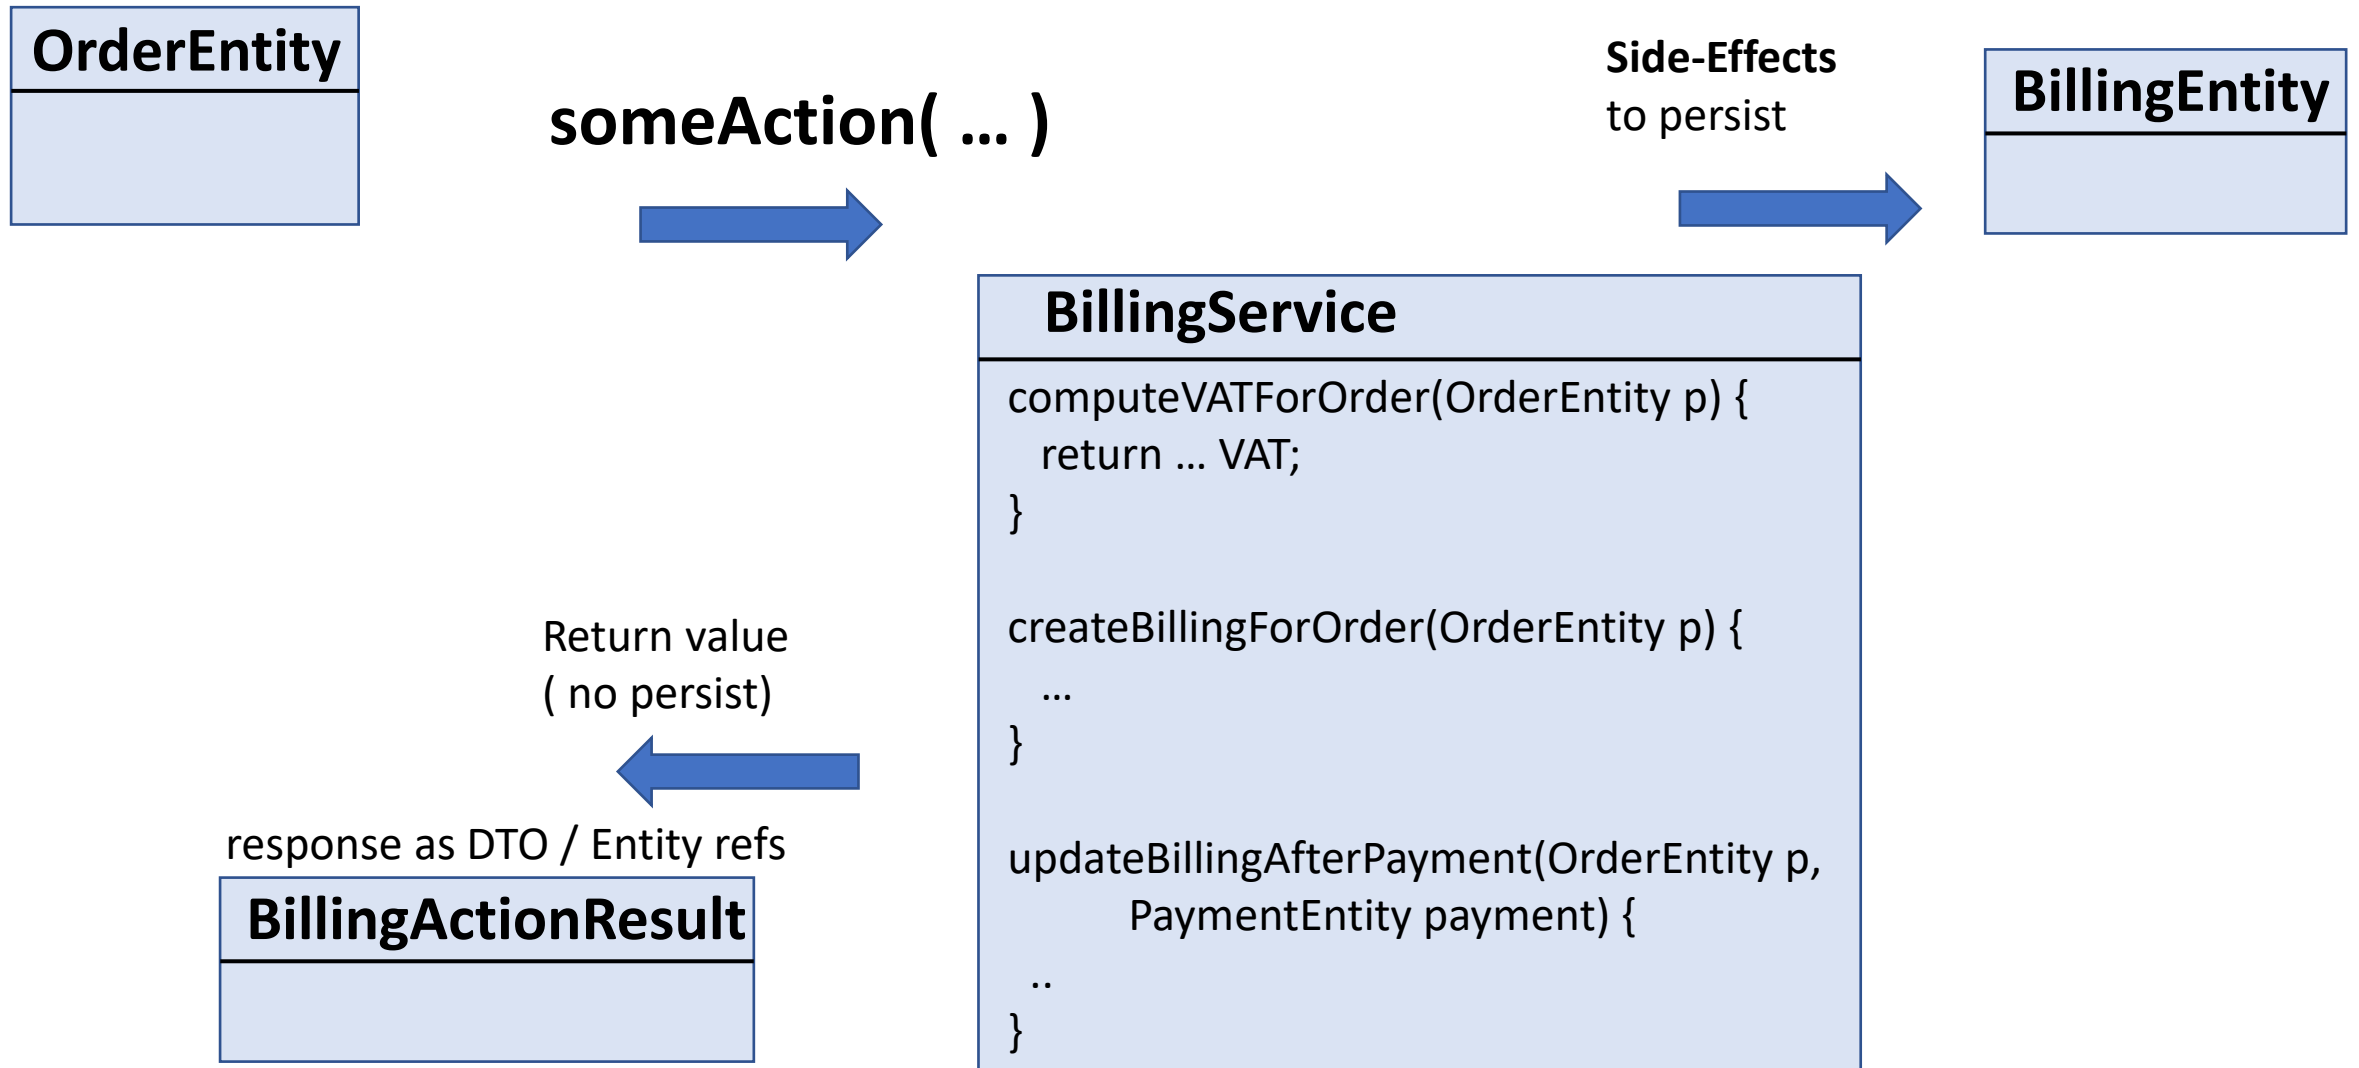 OrderEntity
someAction( … )
Side-Effects
to persist
BillingEntity
BillingService
computeVATForOrder(OrderEntity p) {
return … VAT;
}
createBillingForOrder(OrderEntity p) {
…
}
updateBillingAfterPayment(OrderEntity p,
PaymentEntity payment) {
..
}
Return value
( no persist)
response as DTO / Entity refs
BillingActionResult